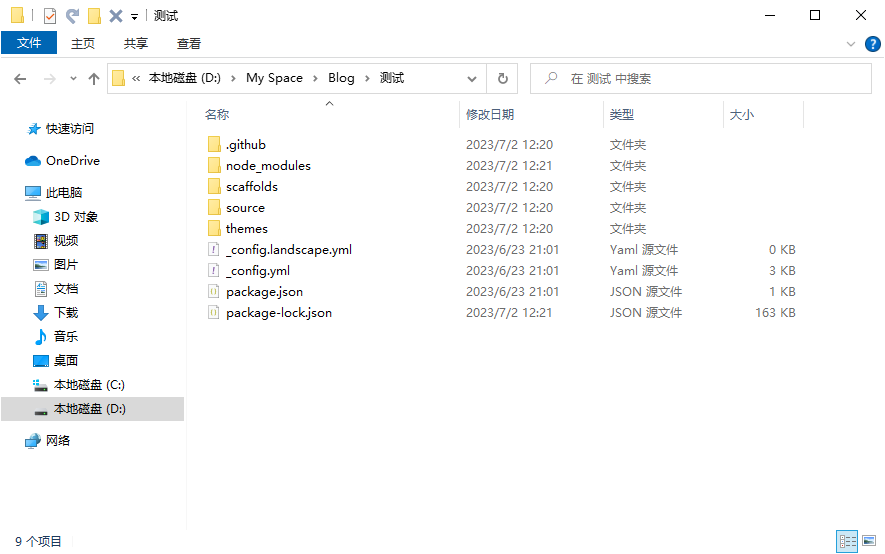 测试
文件 主页 共享 查看
« 本地磁盘 (D:) › My Space › Blog › 测试 在 测试 中搜索
快速访问
OneDrive
此电脑
3D 对象
视频
图片
文档
下载
音乐
桌面
本地磁盘 (C:)
本地磁盘 (D:)
网络
名称 修改日期 类型 大小
.github 2023/7/2 12:20 文件夹
node_modules 2023/7/2 12:21 文件夹
scaffolds 2023/7/2 12:20 文件夹
source 2023/7/2 12:20 文件夹
themes 2023/7/2 12:20 文件夹
_config.landscape.yml 2023/6/23 21:01 Yaml 源文件 0 KB
_config.yml 2023/6/23 21:01 Yaml 源文件 3 KB
package.json 2023/6/23 21:01 JSON 源文件 1 KB
package-lock.json 2023/7/2 12:21 JSON 源文件 163 KB
9 个项目